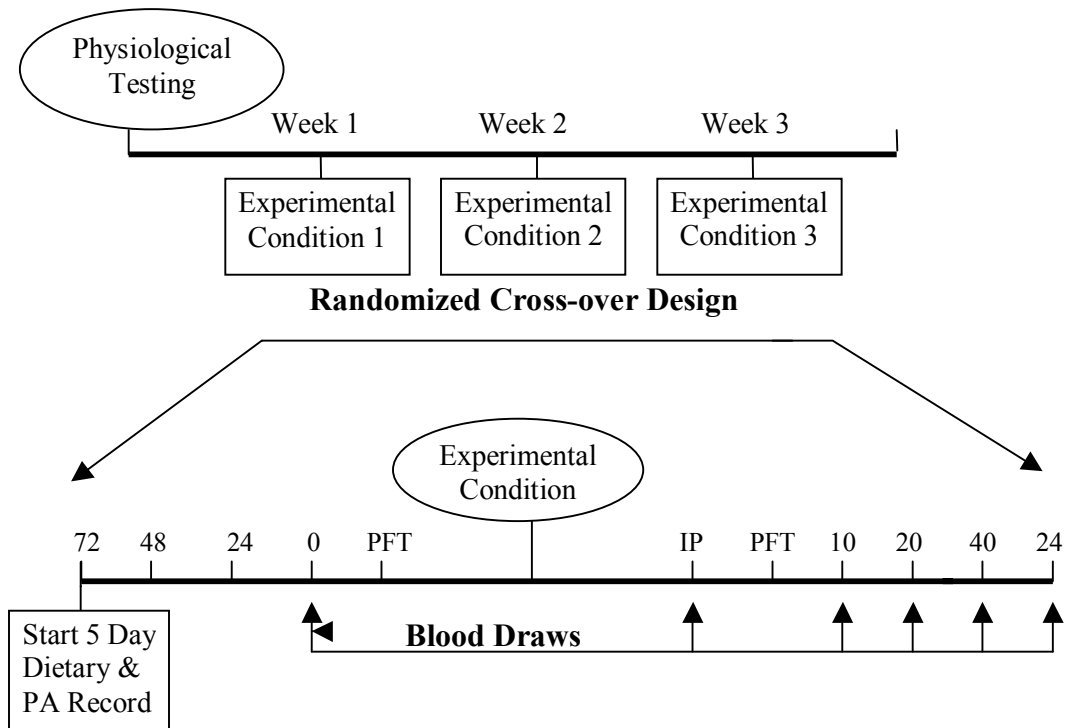 Physiological
Testing
Week 1 Week 2 Week 3
Experimental
Condition 1
Experimental
Condition 2
Experimental
Condition 3
Randomized Cross-over Design
Experimental
Condition
72 48 24 0 PFT IP PFT 10 20 40 24
Start 5 Day
Dietary &
PA Record
Blood Draws